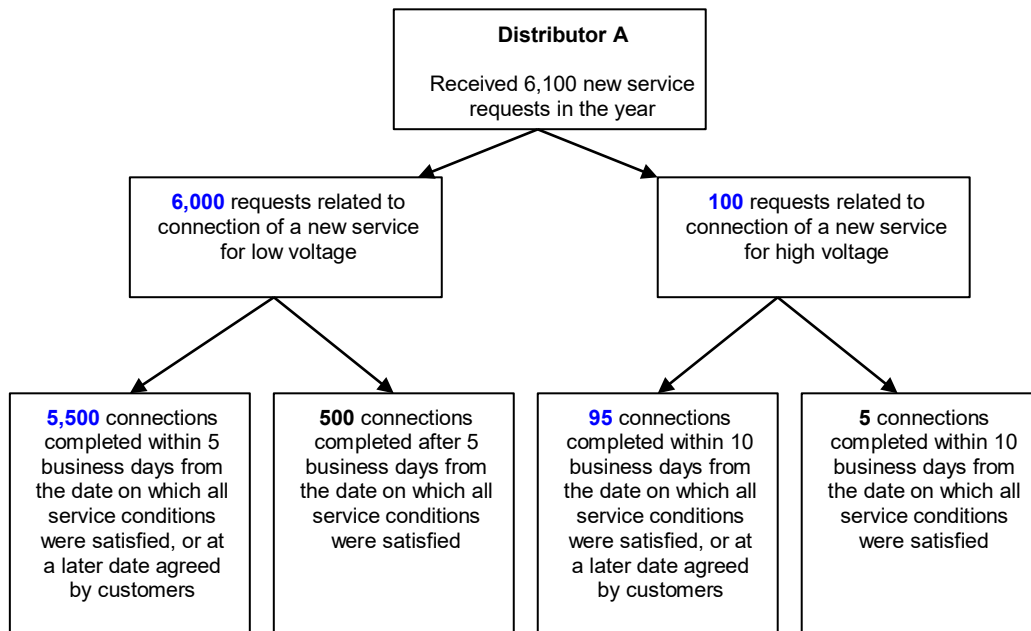 Distributor A
Received 6,100 new service
requests in the year
6,000 requests related to
connection of a new service
for low voltage
100 requests related to
connection of a new service
for high voltage
5,500 connections
completed within 5
business days from
the date on which all
service conditions
were satisfied, or at
a later date agreed
by customers
500 connections
completed after 5
business days from
the date on which all
service conditions
were satisfied
95 connections
completed within 10
business days from
the date on which all
service conditions
were satisfied, or at
a later date agreed
by customers
5 connections
completed within 10
business days from
the date on which all
service conditions
were satisfied